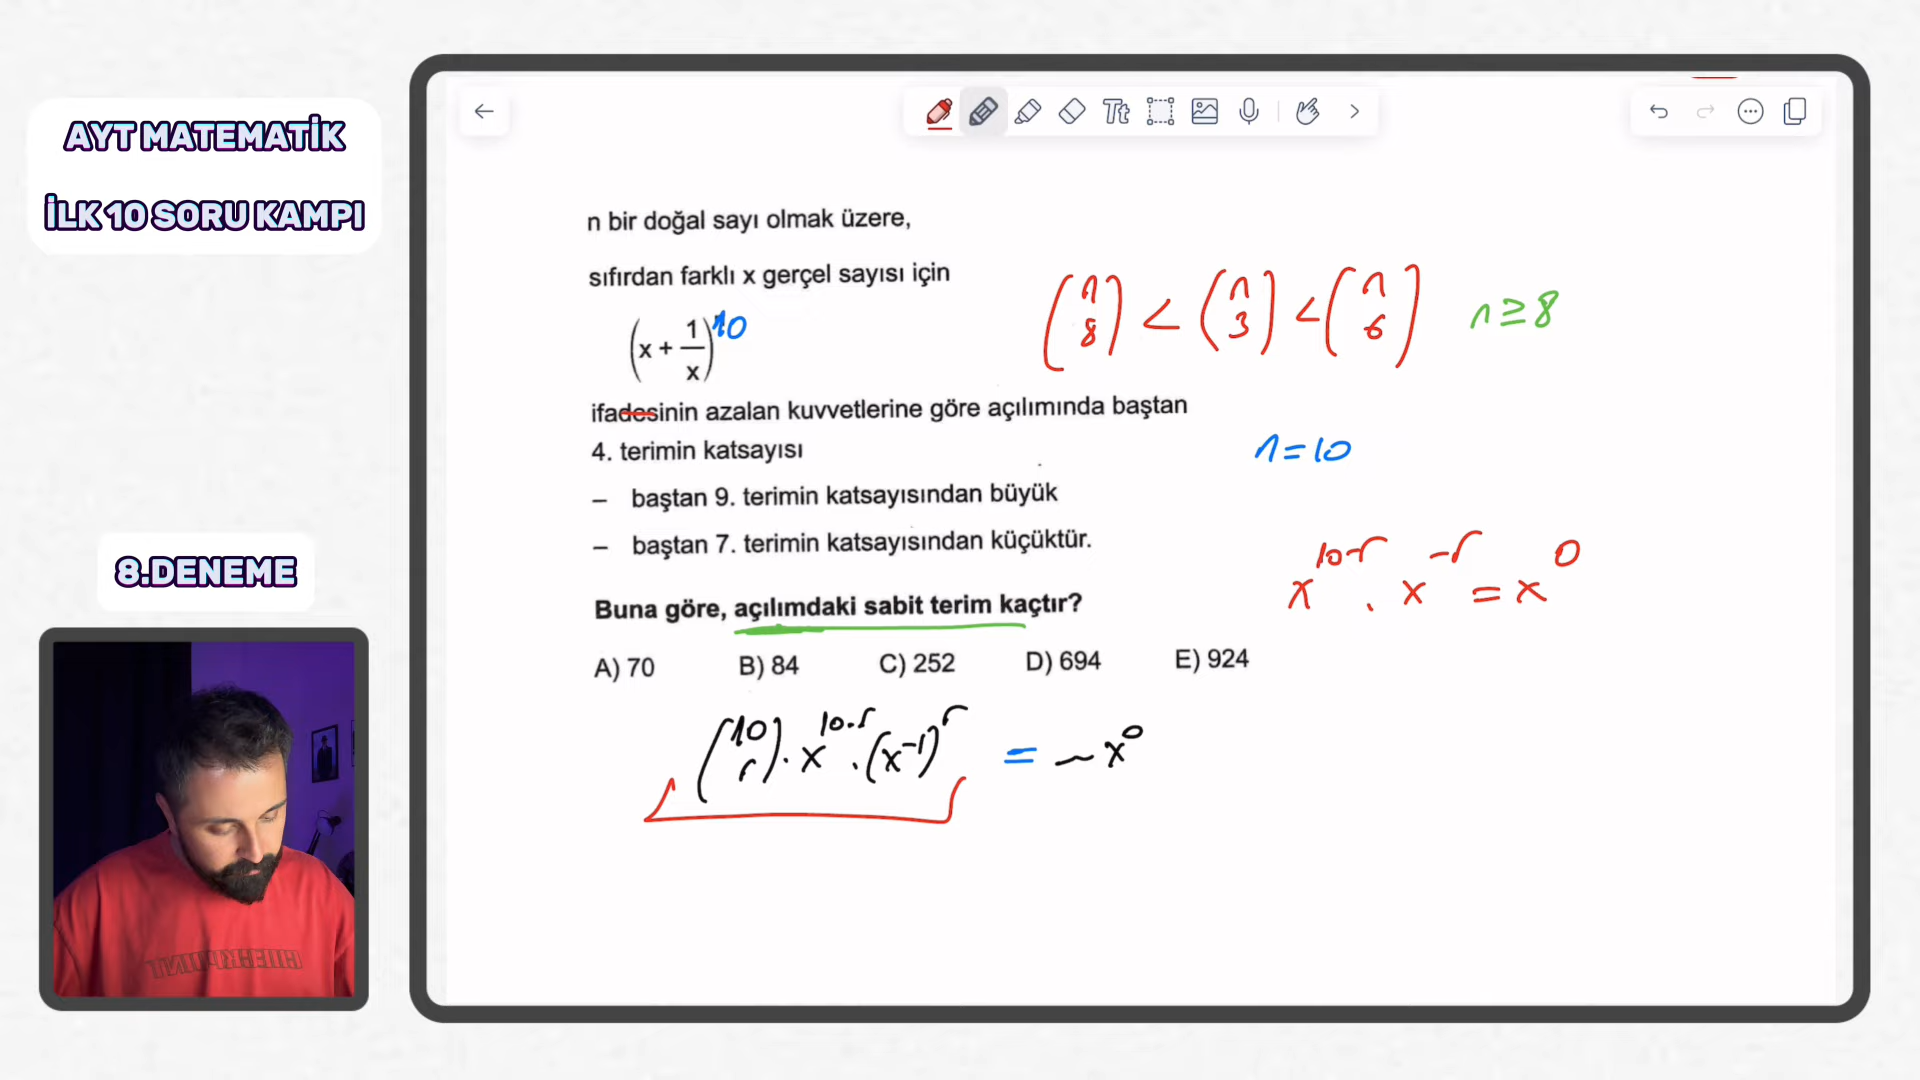 AYT MATEMATİK
İLK 10 SORU KAMPI
8.DENEME
Tt
n bir doğal sayı olmak üzere,
sıfırdan farklı x gerçel sayısı için
(x + 1/x)^10
ifadesinin azalan kuvvetlerine göre açılımında baştan
4. terimin katsayısı
– baştan 9. terimin katsayısından büyük
– baştan 7. terimin katsayısından küçüktür.
Buna göre, açılımdaki sabit terim kaçtır?
A) 70 B) 84 C) 252 D) 694 E) 924
(n 8) < (n 3) < (n 6) n ≥ 8
n = 10
x^10-r . x^-r = x^0
(10 r) . x^10-r . (x^-1)^r = ~ x^0